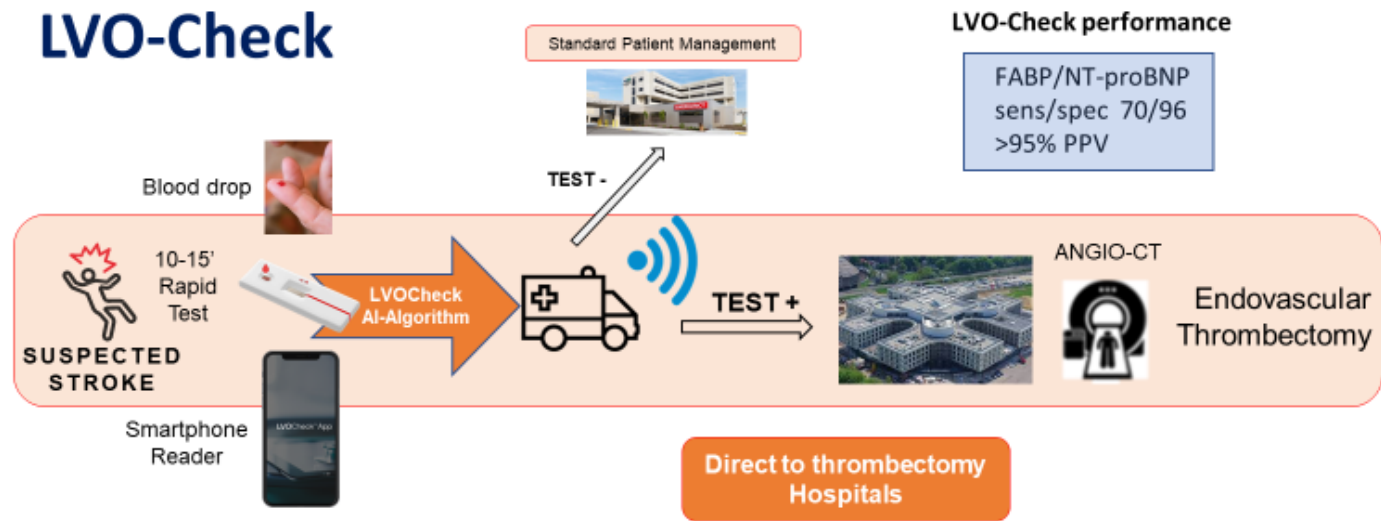 LVO-Check
Standard Patient Management
LVO-Check performance
FABP/NT-proBNP
sens/spec 70/96
>95% PPV
Blood drop
TEST -
10-15'
Rapid
Test
LVOCheck
AI-Algorithm
SUSPECTED
STROKE
TEST +
ANGIO-CT
Endovascular
Thrombectomy
Smartphone
Reader
LVOCheck App
Direct to thrombectomy
Hospitals